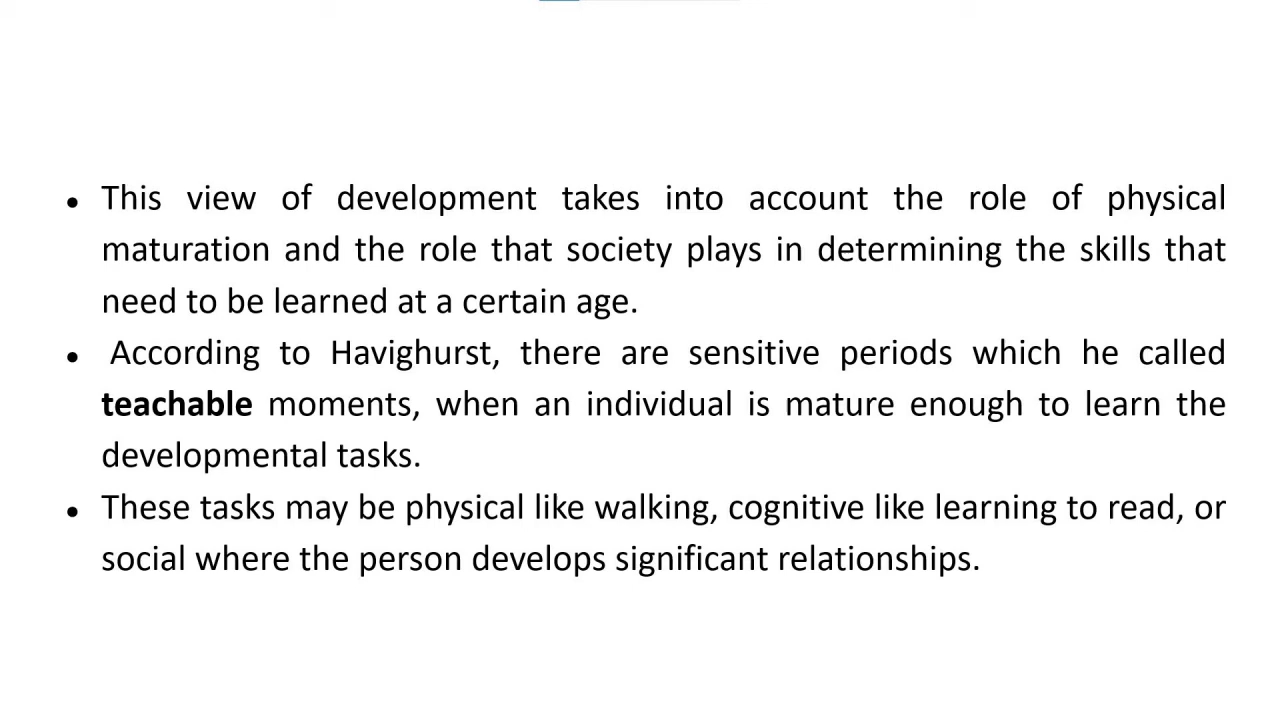 • This view of development takes into account the role of physical
maturation and the role that society plays in determining the skills that
need to be learned at a certain age.
• According to Havighurst, there are sensitive periods which he called
teachable moments, when an individual is mature enough to learn the
developmental tasks.
• These tasks may be physical like walking, cognitive like learning to read, or
social where the person develops significant relationships.